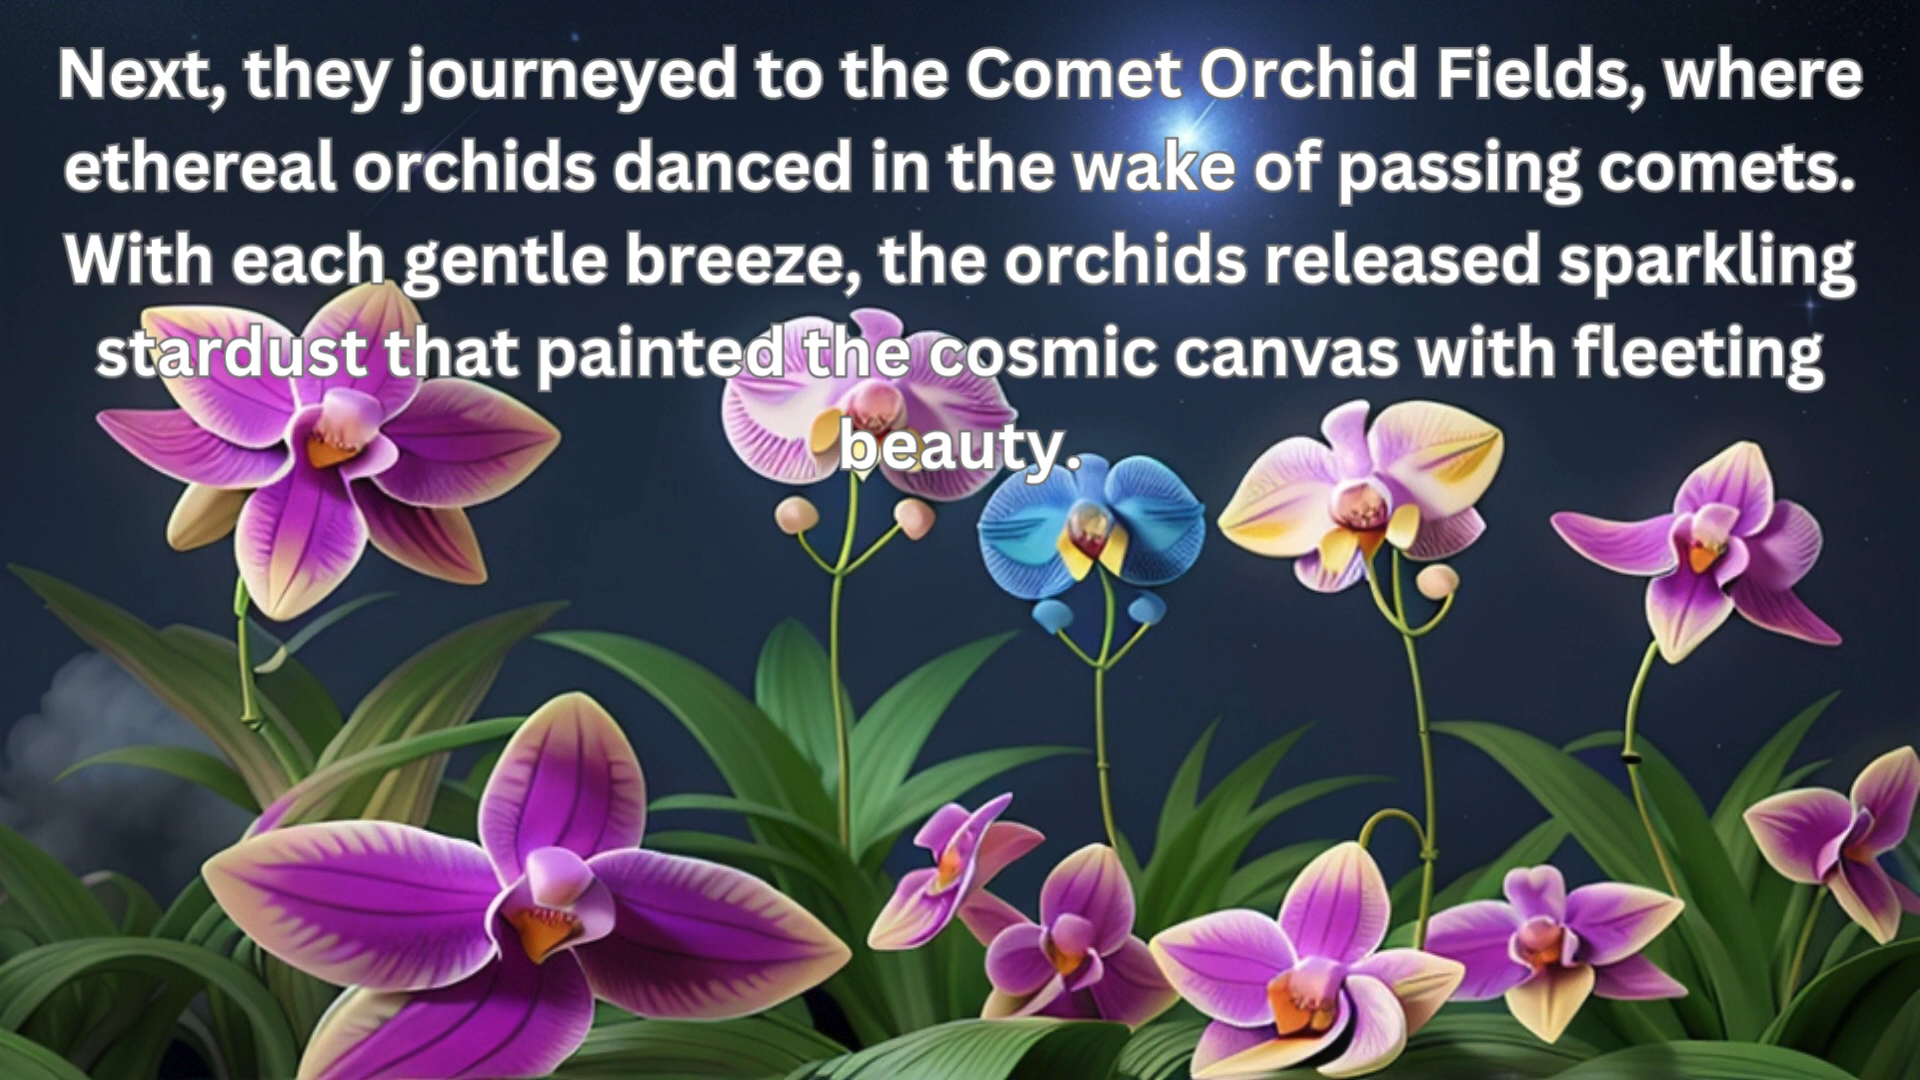 Next, they journeyed to the Comet Orchid Fields, where
ethereal orchids danced in the wake of passing comets.
With each gentle breeze, the orchids released sparkling
stardust that painted the cosmic canvas with fleeting
beauty.